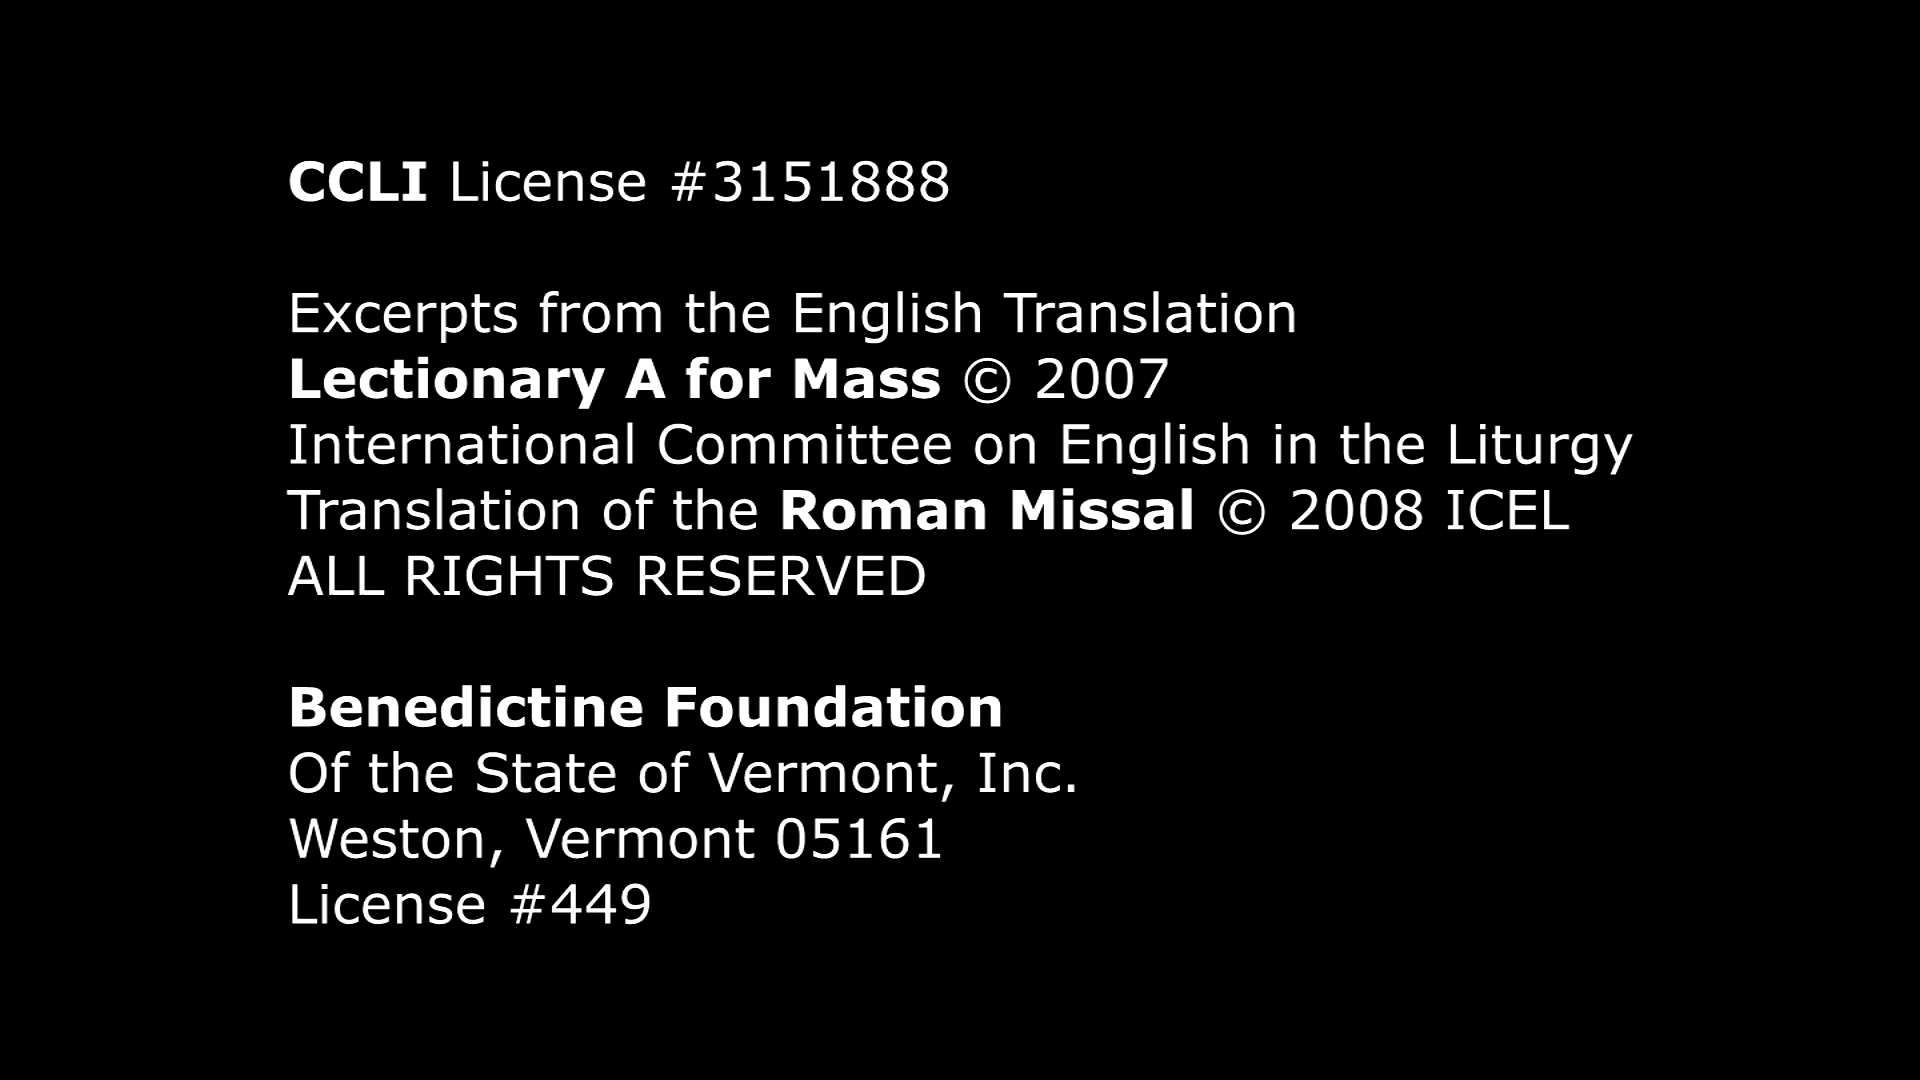 CCLI License #3151888
Excerpts from the English Translation
Lectionary A for Mass © 2007
International Committee on English in the Liturgy
Translation of the Roman Missal © 2008 ICEL
ALL RIGHTS RESERVED
Benedictine Foundation
Of the State of Vermont, Inc.
Weston, Vermont 05161
License #449